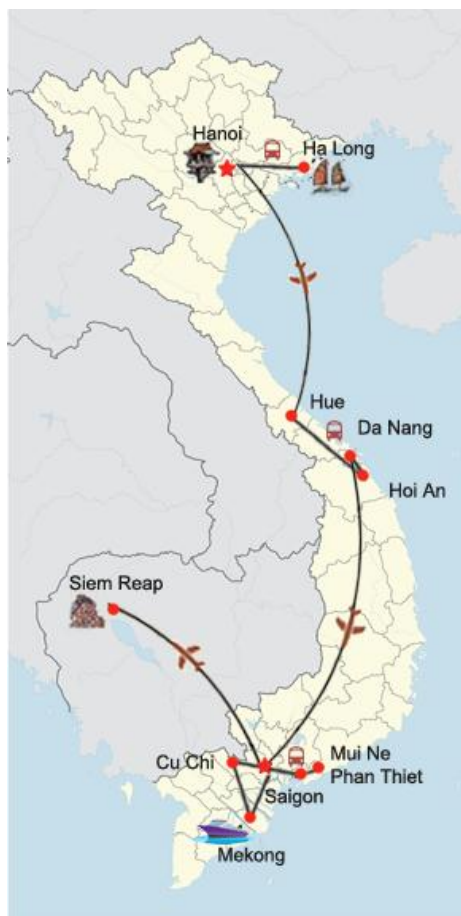 Hanoi
Ha Long
Hue
Da Nang
Hoi An
Siem Reap
Cu Chi
Mui Ne
Phan Thiet
Saigon
Mekong